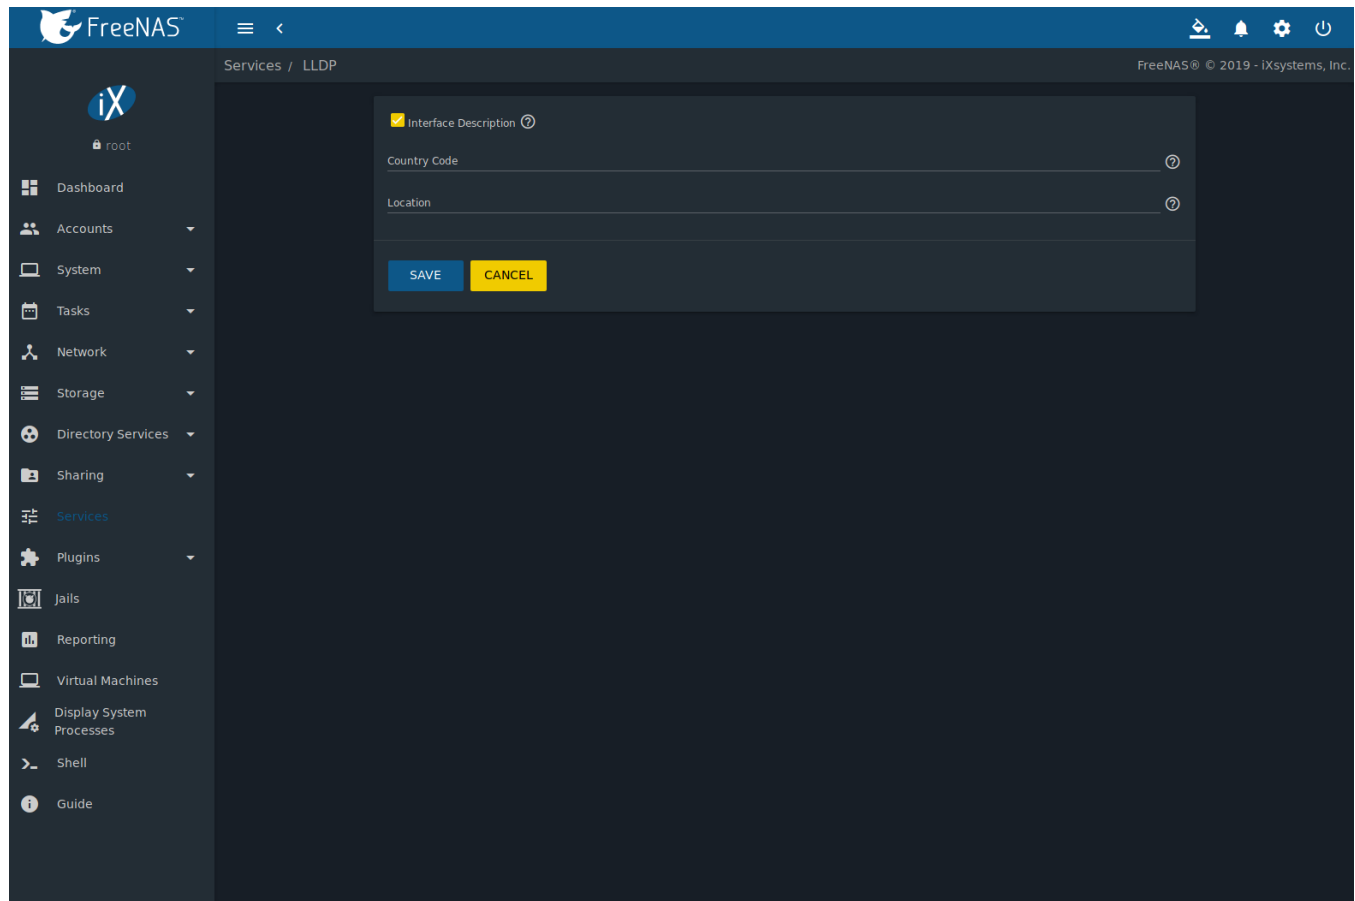 FreeNAS™
Services / LLDP
FreeNAS® © 2019 - iXsystems, Inc.
iX
root
Dashboard
Accounts
System
Tasks
Network
Storage
Directory Services
Sharing
Services
Plugins
Jails
Reporting
Virtual Machines
Display System
Processes
Shell
Guide
Interface Description
Country Code
Location
SAVE
CANCEL